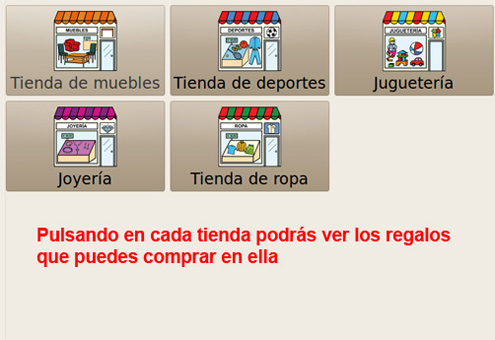 MUEBLES
DEPORTES
JUGUETERÍA
Tienda de muebles
Tienda de deportes
Juguetería
JOYERÍA
ROPA
Joyería
Tienda de ropa
Pulsando en cada tienda podrás ver los regalos
que puedes comprar en ella